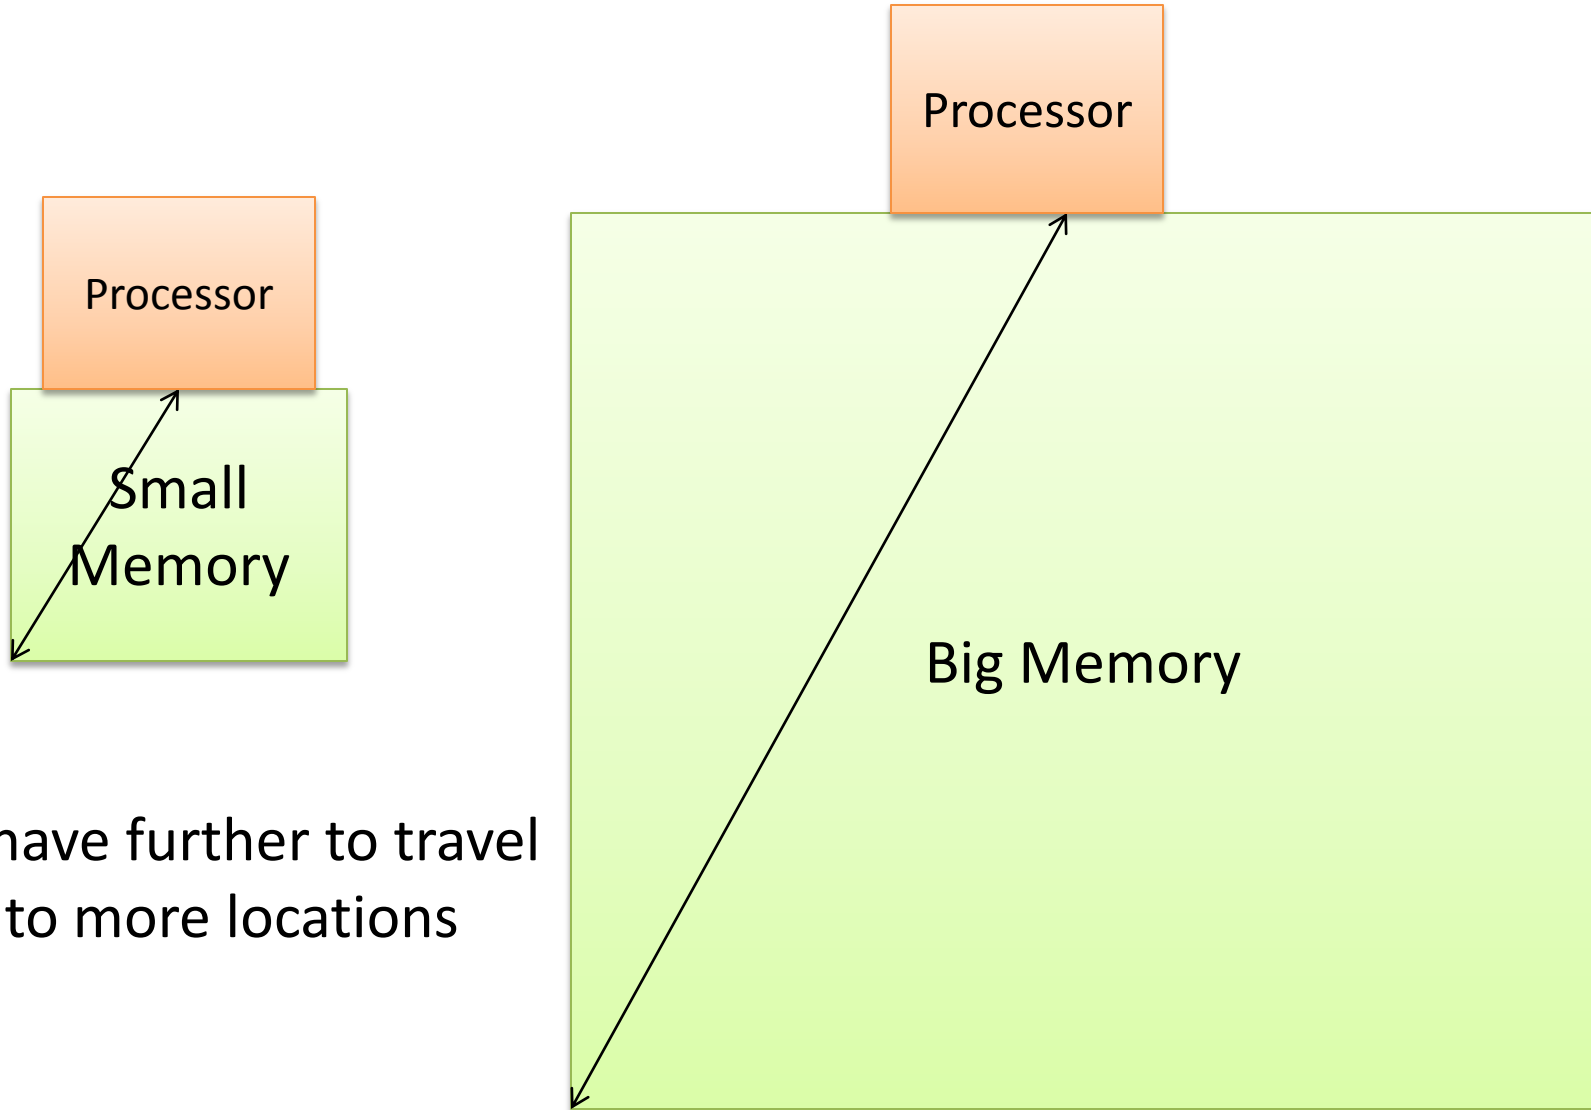 Processor
Processor
Small
Memory
Big Memory
have further to travel
to more locations